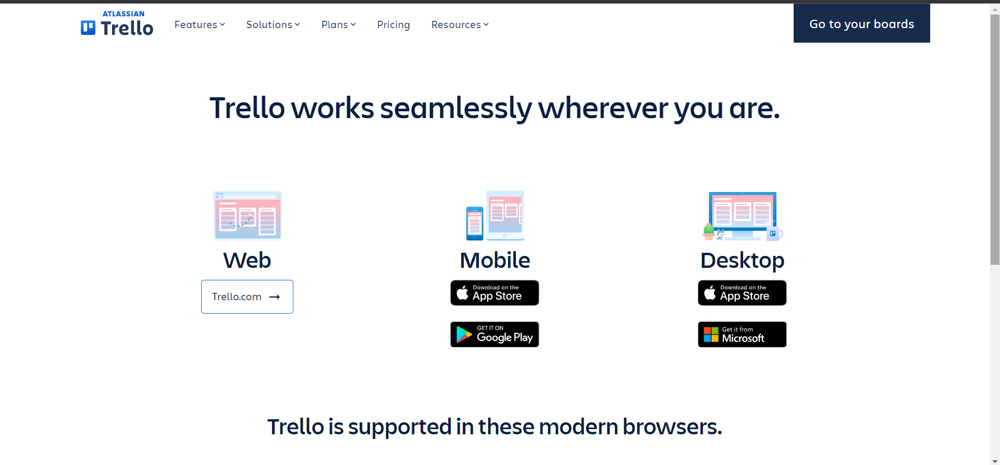 ATLASSIAN
Trello
Features
Solutions
Plans
Pricing
Resources
Go to your boards
Trello works seamlessly wherever you are.
Web
Trello.com
Mobile
Download on the
App Store
GET IT ON
Google Play
Desktop
Download on the
App Store
Get it from
Microsoft
Trello is supported in these modern browsers.